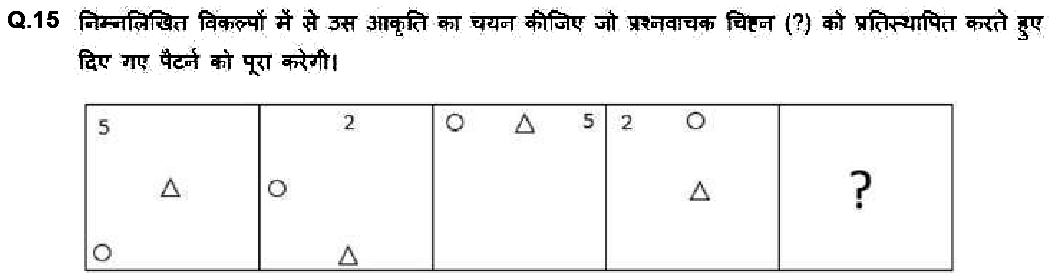 Q.15 निम्नलिखित विकल्पों में से उस आकृति का चयन कीजिए जो प्रश्नवाचक चिह्न (?) को प्रतिस्थापित करते हुए
दिए गए पैटर्न को पूरा करेगी।
5 2 5 2
?